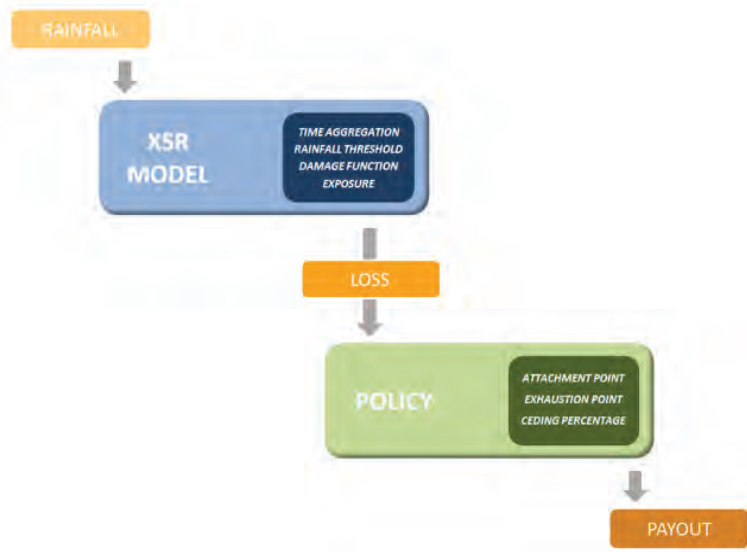 RAINFALL
XSR
MODEL
TIME AGGREGATION
RAINFALL THRESHOLD
DAMAGE FUNCTION
EXPOSURE
LOSS
POLICY
ATTACHMENT POINT
EXHAUSTION POINT
CEDING PERCENTAGE
PAYOUT